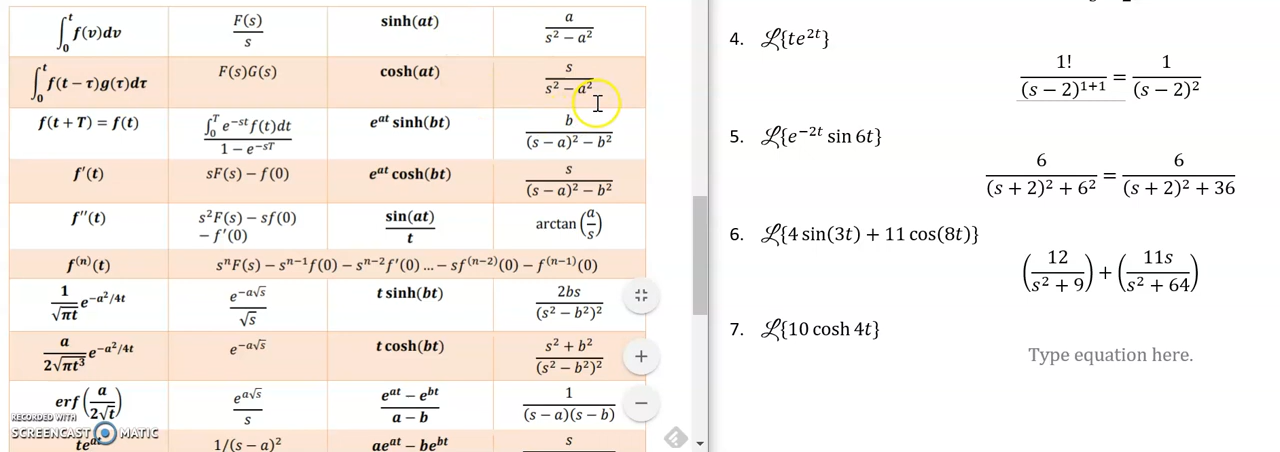 ∫₀ᵗ f(v)dv    F(s)/s    sinh(at)    a/(s² − a²)
∫₀ᵗ f(t − τ)g(τ)dτ    F(s)G(s)    cosh(at)    s/(s² − a²)
f(t + T) = f(t)    (∫₀ᵀ e^(−st) f(t)dt)/(1 − e^(−sT))    e^(at) sinh(bt)    b/((s − a)² − b²)
f′(t)    sF(s) − f(0)    e^(at) cosh(bt)    s/((s − a)² − b²)
f″(t)    s²F(s) − sf(0) − f′(0)    sin(at)/t    arctan(a/s)
f⁽ⁿ⁾(t)    sⁿF(s) − sⁿ⁻¹f(0) − sⁿ⁻²f′(0) … − sf⁽ⁿ⁻²⁾(0) − f⁽ⁿ⁻¹⁾(0)
1/√(πt) e^(−a²/4t)    e^(−a√s)/√s    t sinh(bt)    2bs/(s² − b²)²
a/(2√(πt³)) e^(−a²/4t)    e^(−a√s)    t cosh(bt)    (s² + b²)/(s² − b²)²
erf(a/(2√t))    e^(a√s)/s    (e^(at) − e^(bt))/(a − b)    1/((s − a)(s − b))
te^(at)    1/(s − a)²    ae^(at) − be^(bt)    s
RECORDED WITH
SCREENCAST MATIC
4. ℒ{te^(2t)}
1!/(s − 2)^(1+1) = 1/(s − 2)²
5. ℒ{e^(−2t) sin 6t}
6/((s + 2)² + 6²) = 6/((s + 2)² + 36)
6. ℒ{4 sin(3t) + 11 cos(8t)}
(12/(s² + 9)) + (11s/(s² + 64))
7. ℒ{10 cosh 4t}
Type equation here.